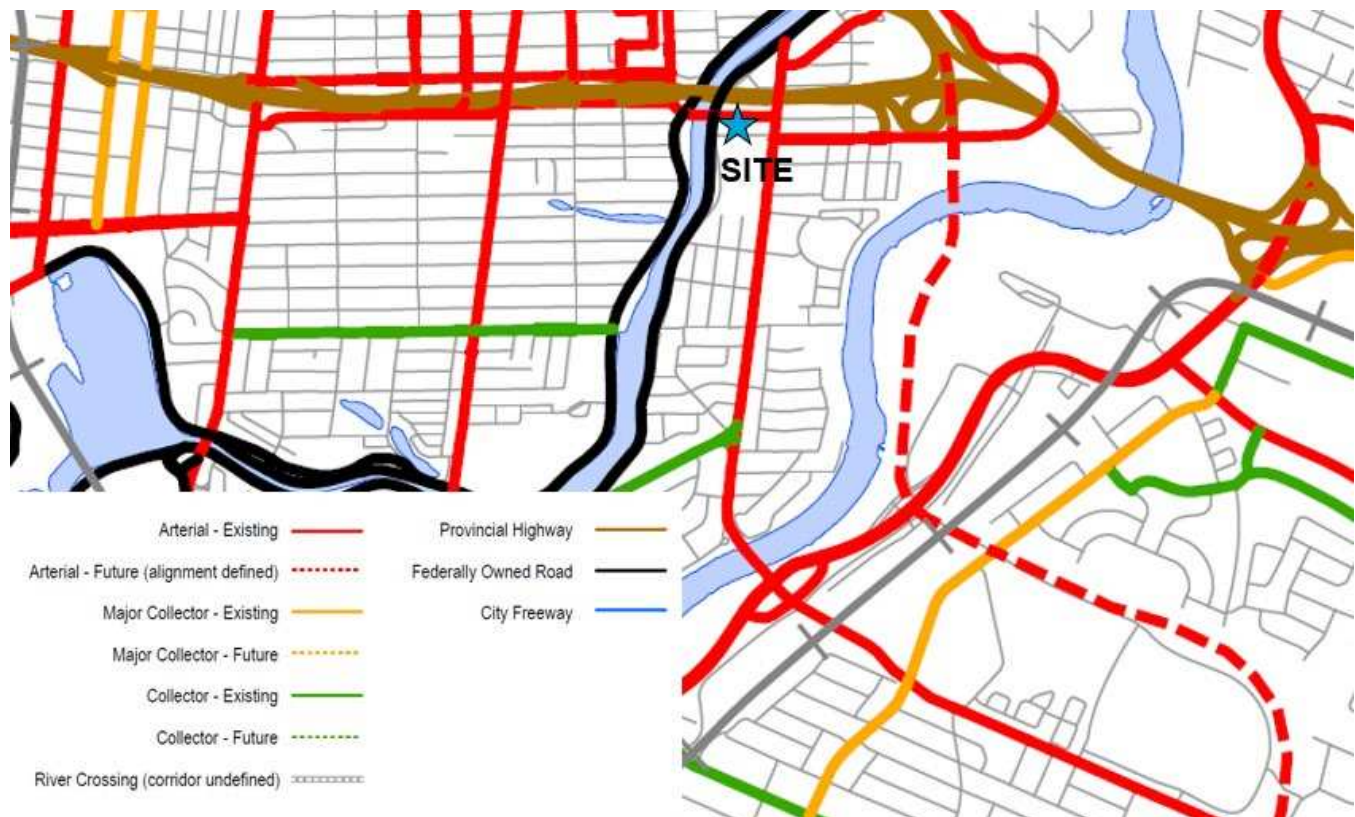 SITE
Arterial - Existing
Arterial - Future (alignment defined)
Major Collector - Existing
Major Collector - Future
Collector - Existing
Collector - Future
River Crossing (corridor undefined)
Provincial Highway
Federally Owned Road
City Freeway